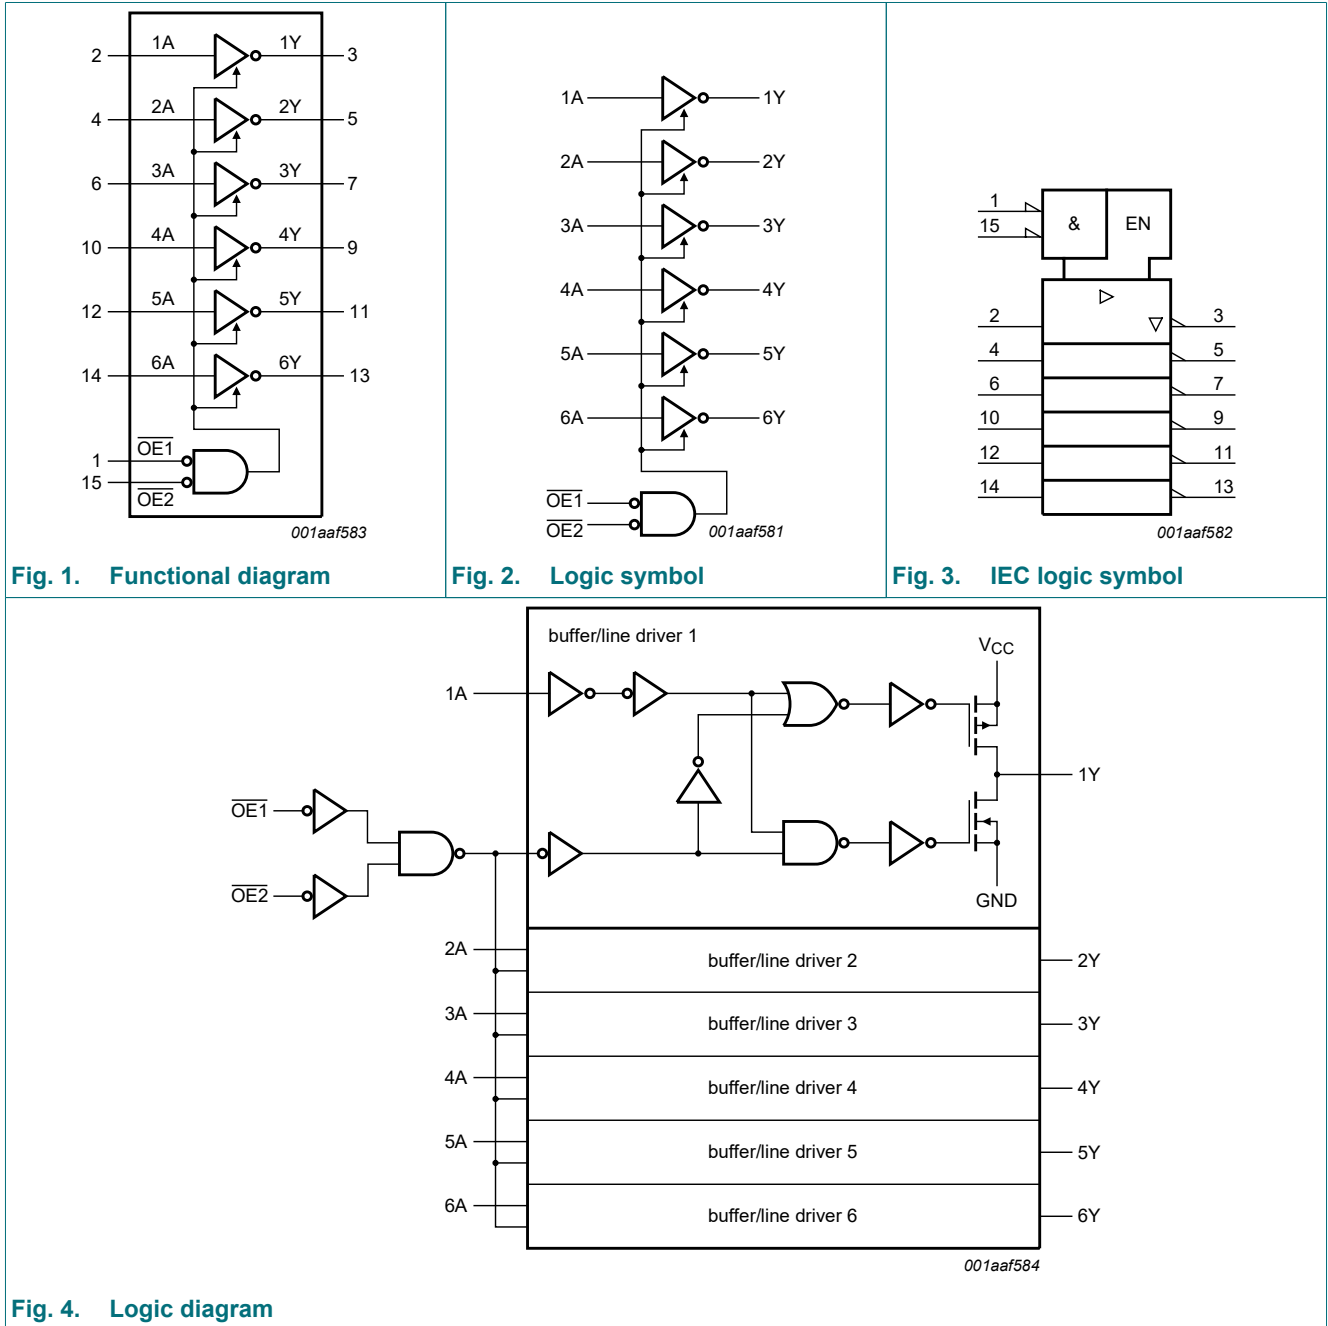 2 1A 1Y 3
4 2A 2Y 5
6 3A 3Y 7
10 4A 4Y 9
12 5A 5Y 11
14 6A 6Y 13
1 OE1
15 OE2
001aaf583
Fig. 1. Functional diagram
1A 1Y
2A 2Y
3A 3Y
4A 4Y
5A 5Y
6A 6Y
OE1
OE2
001aaf581
Fig. 2. Logic symbol
1
15
& EN
2 3
4 5
6 7
10 9
12 11
14 13
001aaf582
Fig. 3. IEC logic symbol
buffer/line driver 1
VCC
1A
1Y
OE1
OE2
GND
2A buffer/line driver 2 2Y
3A buffer/line driver 3 3Y
4A buffer/line driver 4 4Y
5A buffer/line driver 5 5Y
6A buffer/line driver 6 6Y
001aaf584
Fig. 4. Logic diagram